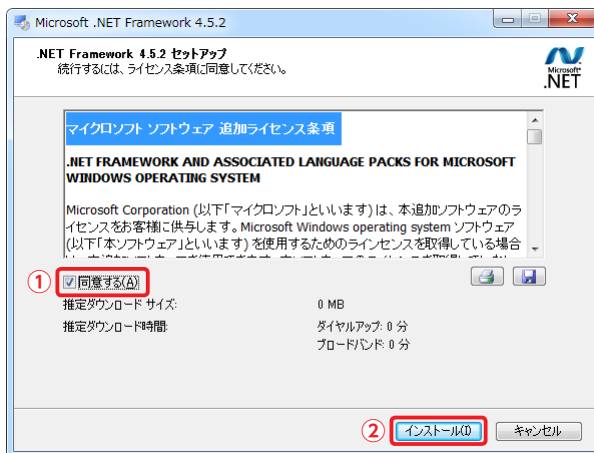 Microsoft .NET Framework 4.5.2
.NET Framework 4.5.2 セットアップ
続行するには、ライセンス条項に同意してください。
Microsoft®
.NET
マイクロソフト ソフトウェア 追加ライセンス条項
.NET FRAMEWORK AND ASSOCIATED LANGUAGE PACKS FOR MICROSOFT
WINDOWS OPERATING SYSTEM
Microsoft Corporation (以下「マイクロソフト」といいます) は、本追加ソフトウェアのラ
イセンスをお客様に供与します。Microsoft Windows operating system ソフトウェア
(以下「本ソフトウェア」といいます) を使用するためのラインセンスを取得している場合
① 同意する(A)
推定ダウンロード サイズ: 0 MB
推定ダウンロード時間: ダイヤルアップ: 0 分
ブロードバンド: 0 分
② インストール(I) キャンセル